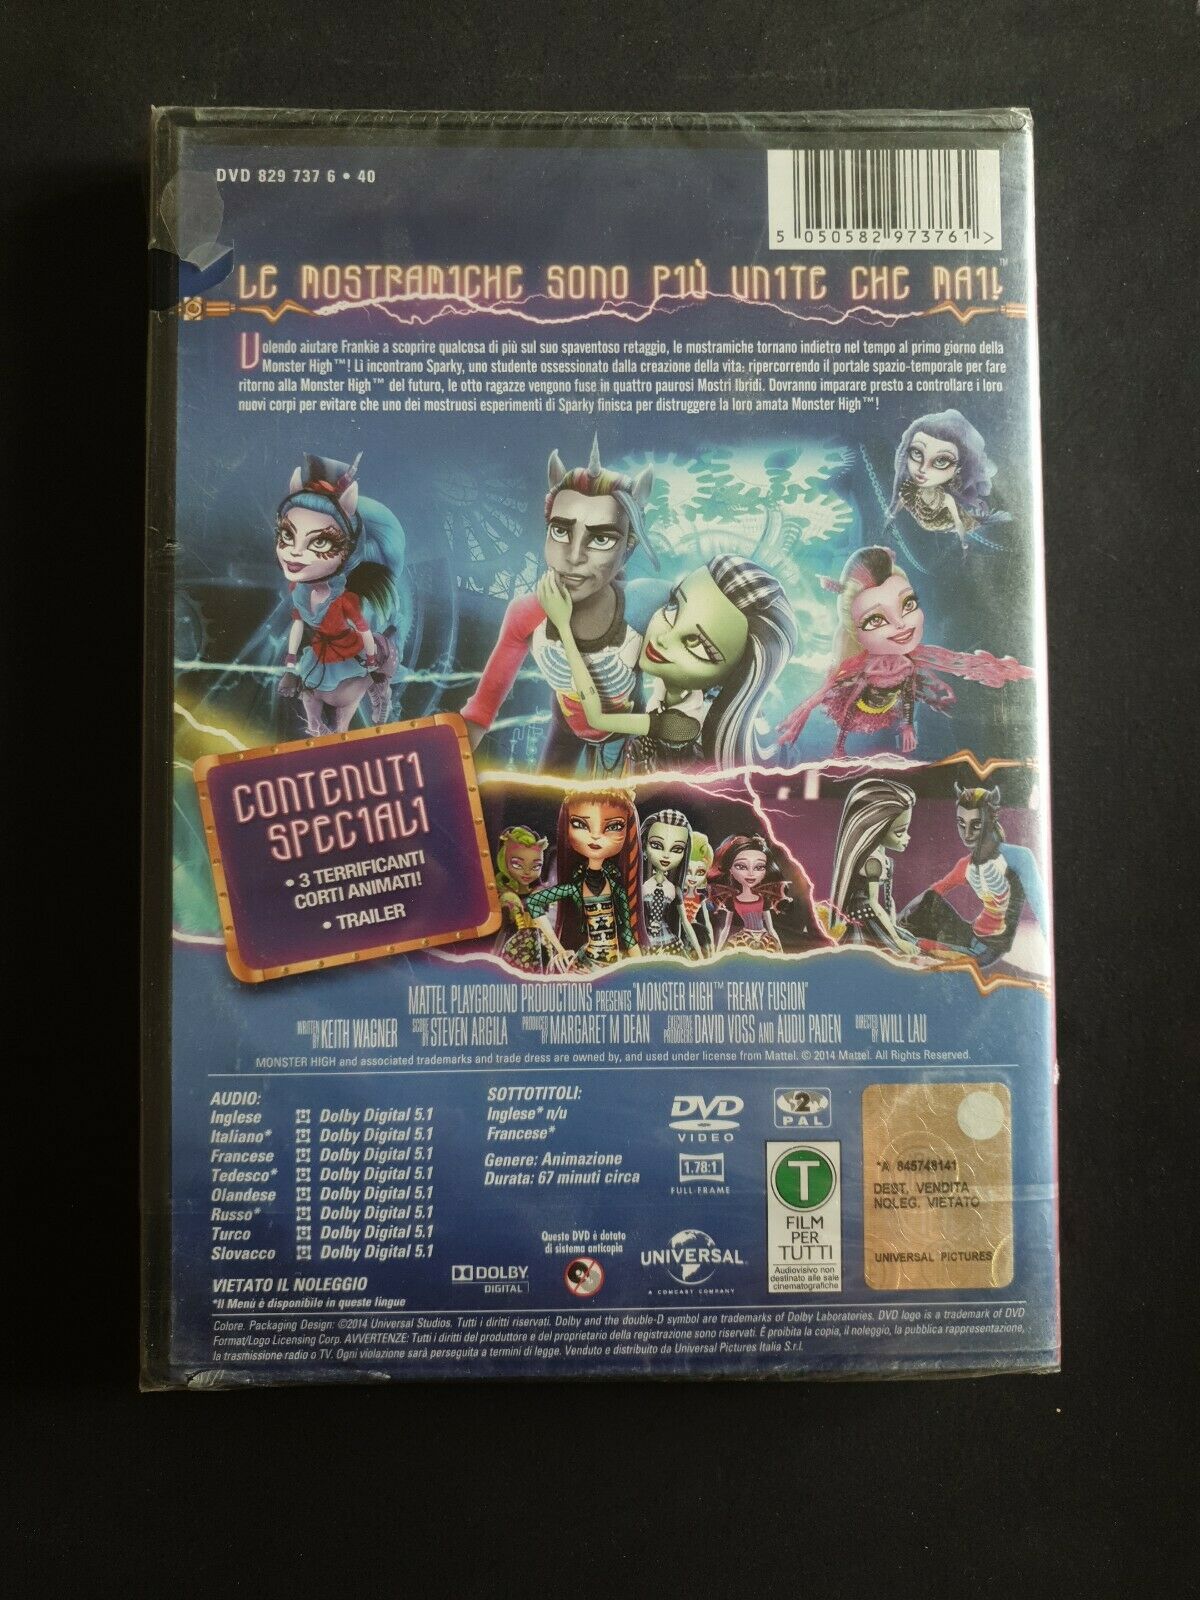 DVD 829 737 6 • 40
5 050582 973761 >
LE MOSTRAMICHE SONO PIÙ UNITE CHE MAI!™
Volendo aiutare Frankie a scoprire qualcosa di più sul suo spaventoso retaggio, le mostramiche tornano indietro nel tempo al primo giorno della
Monster High™! Lì incontrano Sparky, uno studente ossessionato dalla creazione della vita: ripercorrendo il portale spazio-temporale per fare
ritorno alla Monster High™ del futuro, le otto ragazze vengono fuse in quattro paurosi Mostri Ibridi. Dovranno imparare presto a controllare i loro
nuovi corpi per evitare che uno dei mostruosi esperimenti di Sparky finisca per distruggere la loro amata Monster High™!
CONTENUTI
SPECIALI
• 3 TERRIFICANTI
CORTI ANIMATI!
• TRAILER
MATTEL PLAYGROUND PRODUCTIONS PRESENTS "MONSTER HIGH™ FREAKY FUSION"
WRITTEN BY KEITH WAGNER SCORE BY STEVEN ARGILA PRODUCED BY MARGARET M DEAN EXECUTIVE PRODUCERS DAVID VOSS AND AUDU PADEN DIRECTED BY WILL LAU
MONSTER HIGH and associated trademarks and trade dress are owned by, and used under license from Mattel. © 2014 Mattel. All Rights Reserved.
AUDIO:
Inglese Dolby Digital 5.1
Italiano* Dolby Digital 5.1
Francese Dolby Digital 5.1
Tedesco* Dolby Digital 5.1
Olandese Dolby Digital 5.1
Russo* Dolby Digital 5.1
Turco Dolby Digital 5.1
Slovacco Dolby Digital 5.1
VIETATO IL NOLEGGIO
*Il Menù è disponibile in queste lingue
SOTTOTITOLI:
Inglese* n/u
Francese*
Genere: Animazione
Durata: 67 minuti circa
DOLBY
DIGITAL
Questo DVD è dotato
di sistema anticopia
DVD
VIDEO
1.78:1
FULL FRAME
UNIVERSAL
A COMCAST COMPANY
2
PAL
T
FILM
PER
TUTTI
Audiovisivo non
destinato alle sale
cinematografiche
*A 845748141
DEST. VENDITA
NOLEG. VIETATO
UNIVERSAL PICTURES
Colore. Packaging Design: ©2014 Universal Studios. Tutti i diritti riservati. Dolby and the double-D symbol are trademarks of Dolby Laboratories. DVD logo is a trademark of DVD
Format/Logo Licensing Corp. AVVERTENZE: Tutti i diritti del produttore e del proprietario della registrazione sono riservati. È proibita la copia, il noleggio, la pubblica rappresentazione,
la trasmissione radio o TV. Ogni violazione sarà perseguita a termini di legge. Venduto e distribuito da Universal Pictures Italia S.r.l.